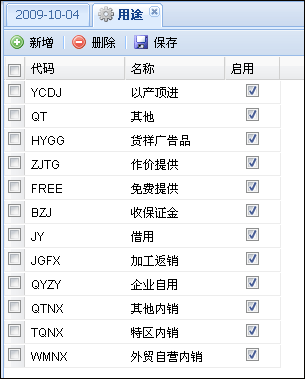 2009-10-04 用途
新增 删除 保存
代码 名称 启用
YCDJ 以产顶进
QT 其他
HYGG 货样广告品
ZJTG 作价提供
FREE 免费提供
BZJ 收保证金
JY 借用
JGFX 加工返销
QYZY 企业自用
QTNX 其他内销
TQNX 特区内销
WMNX 外贸自营内销